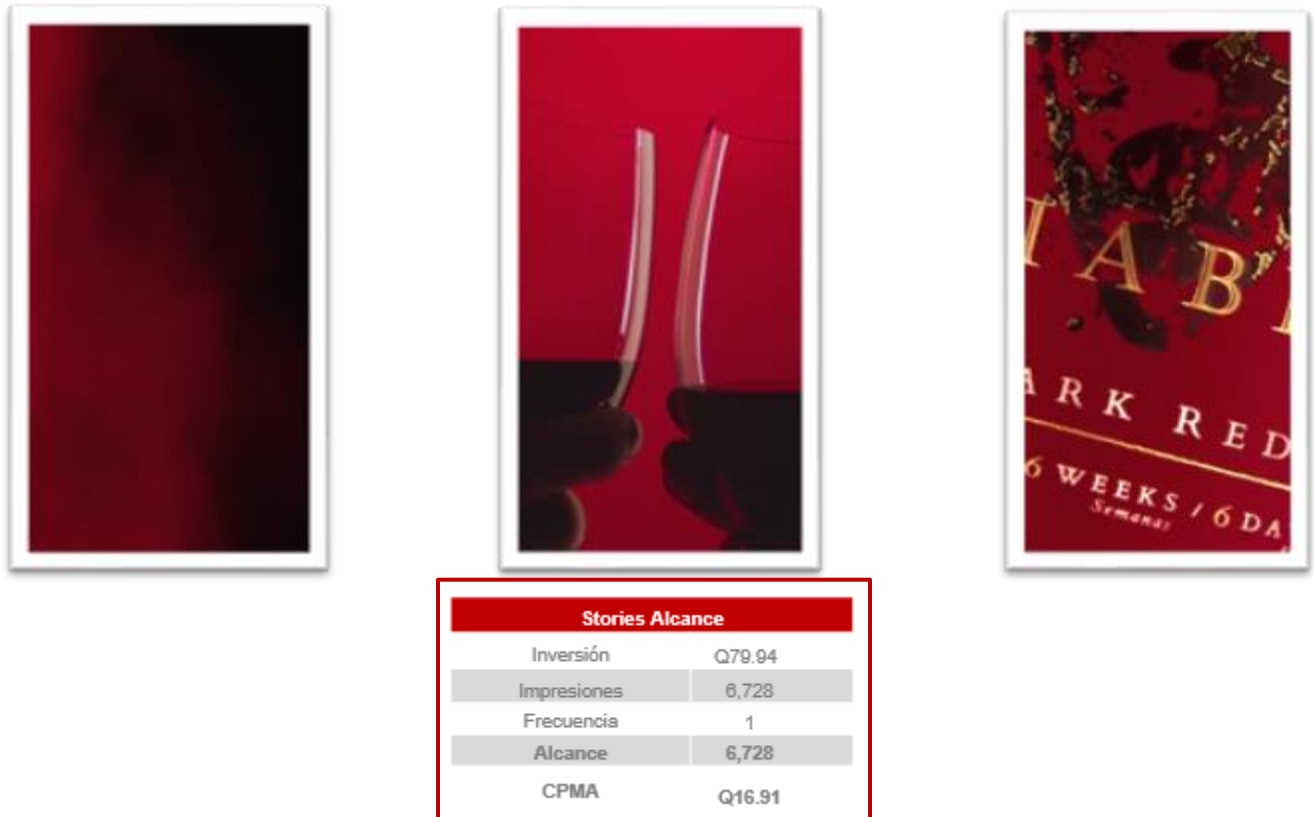 TAB
ARK RED
6 WEEKS / 6 DA
Semanas
Stories Alcance
Inversión Q79.94
Impresiones 6,728
Frecuencia 1
Alcance 6,728
CPMA Q16.91